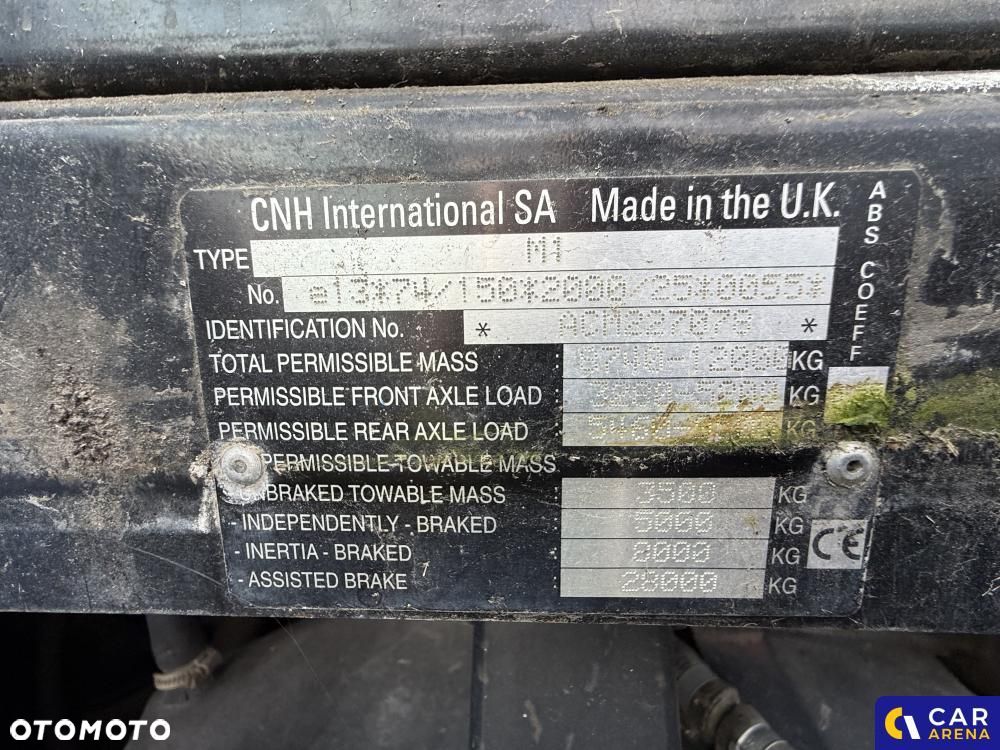 CNH International SA Made in the U.K.
TYPE M1
No. e13*74/150*2000/25*0055*
IDENTIFICATION No. * *
TOTAL PERMISSIBLE MASS : KG
PERMISSIBLE FRONT AXLE LOAD : KG
PERMISSIBLE REAR AXLE LOAD : KG
PERMISSIBLE TOWABLE MASS
- UNBRAKED TOWABLE MASS : 3500 KG
- INDEPENDENTLY - BRAKED : 5000 KG
- INERTIA - BRAKED : 8000 KG
- ASSISTED BRAKE : 28000 KG
ABS COEFF
CE
OTOMOTO
CAR
ARENA